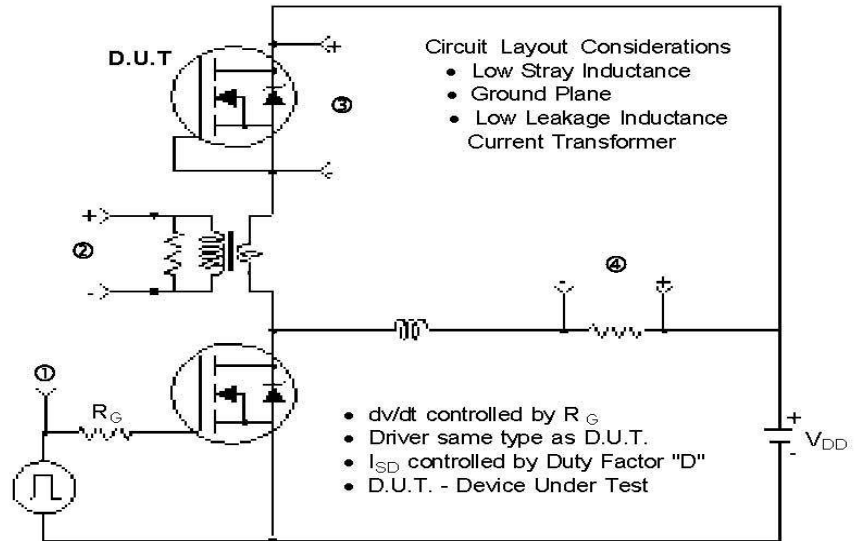 D.U.T
+
Circuit Layout Considerations
• Low Stray Inductance
③
• Ground Plane
• Low Leakage Inductance
Current Transformer
-
+
②
④
-
- +
①
R_G
• dv/dt controlled by R_G
• Driver same type as D.U.T.
• I_SD controlled by Duty Factor "D"
• D.U.T. - Device Under Test
+
V_DD
-